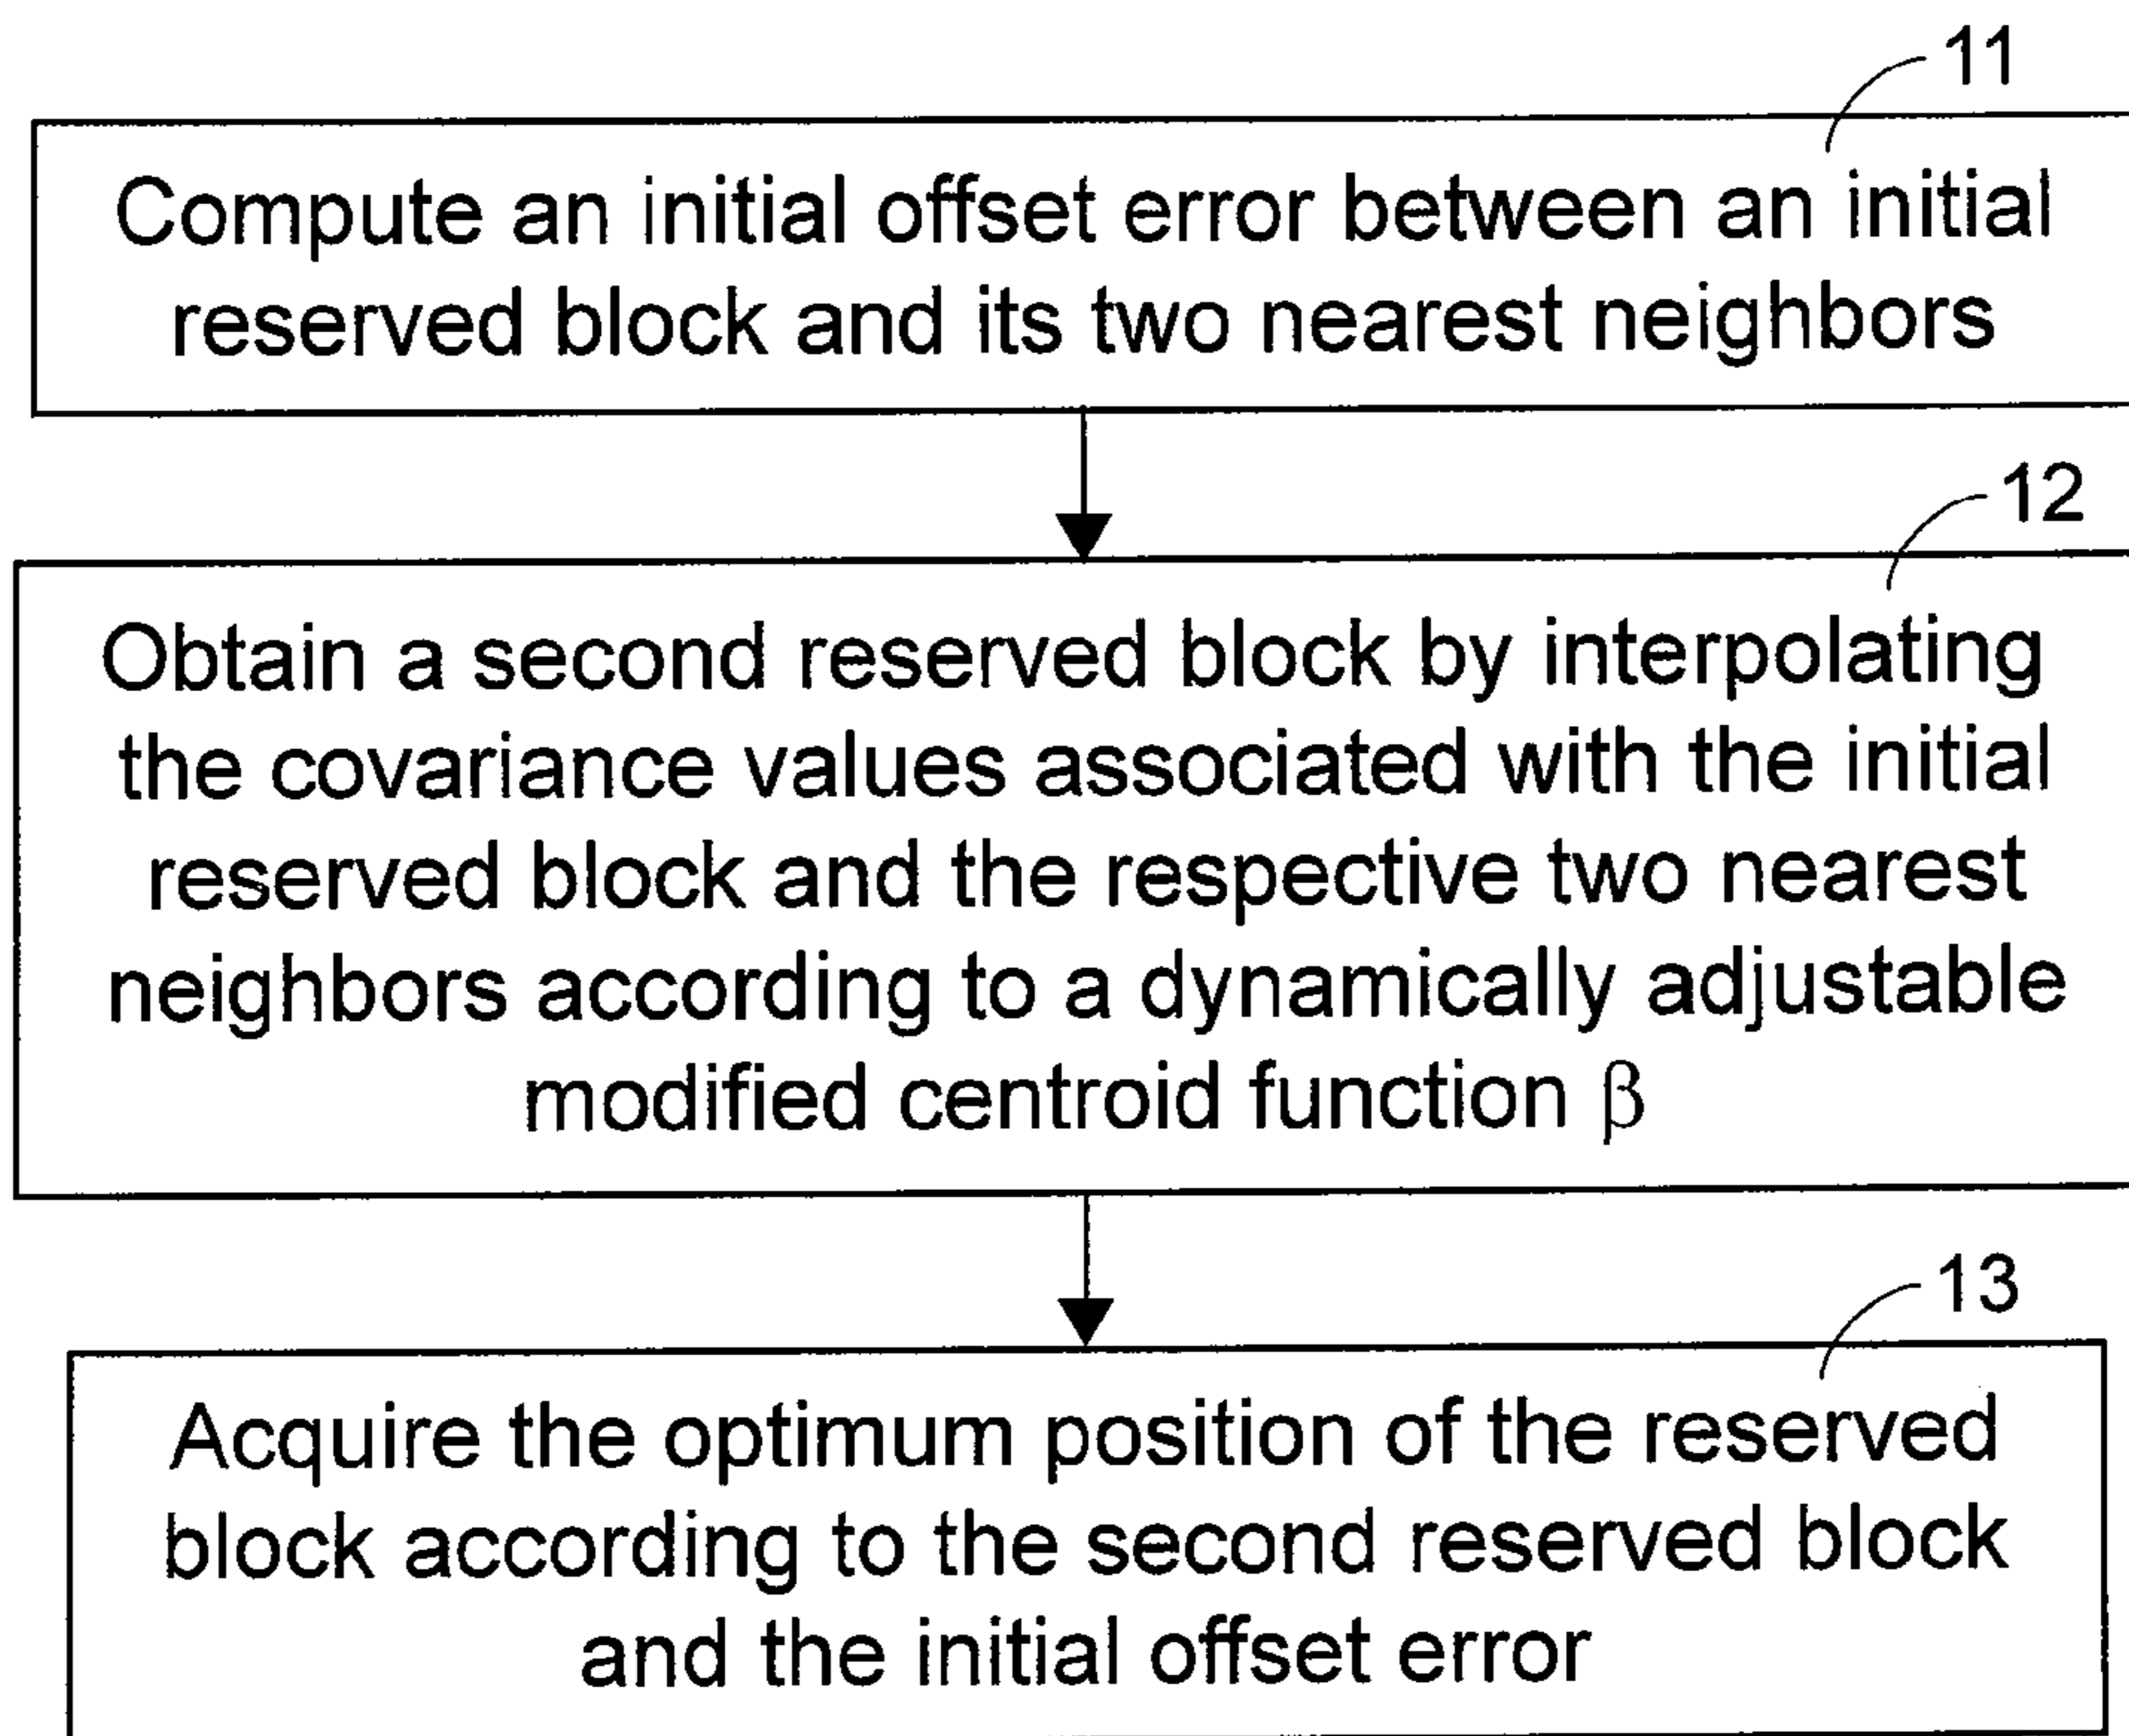 11
Compute an initial offset error between an initial
reserved block and its two nearest neighbors
12
Obtain a second reserved block by interpolating
the covariance values associated with the initial
reserved block and the respective two nearest
neighbors according to a dynamically adjustable
modified centroid function β
13
Acquire the optimum position of the reserved
block according to the second reserved block
and the initial offset error